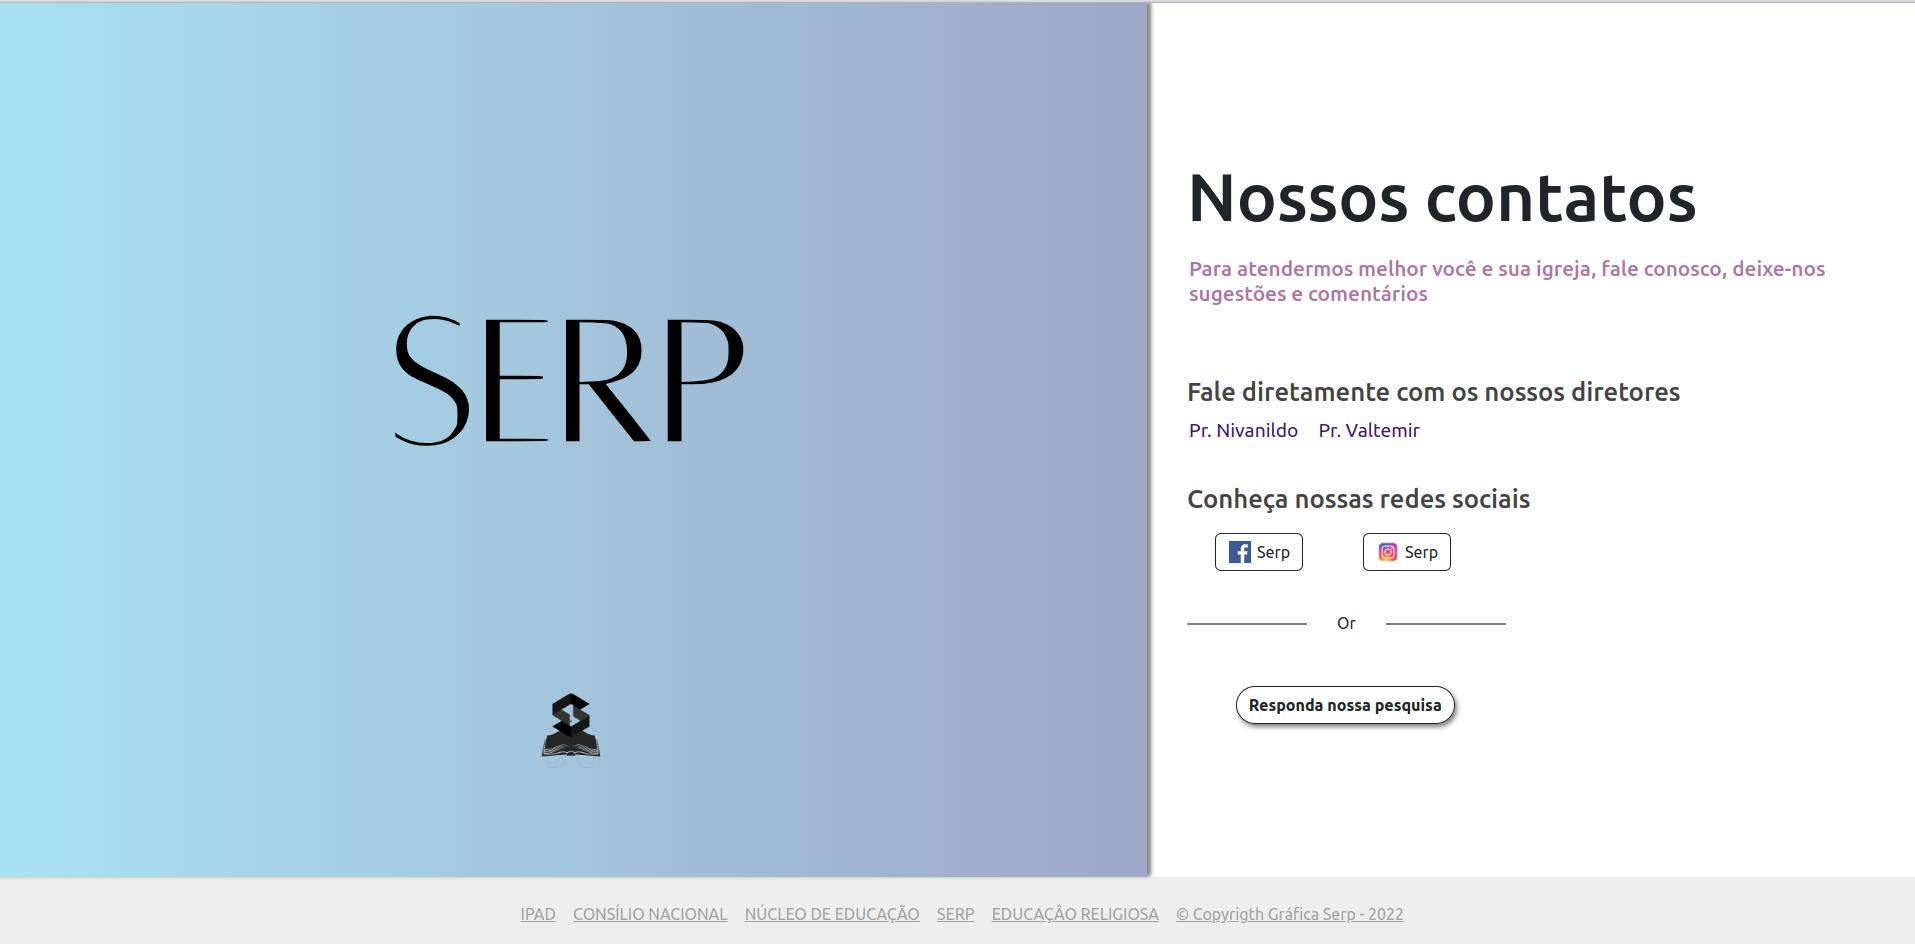 SERP
Nossos contatos
Para atendermos melhor você e sua igreja, fale conosco, deixe-nos
sugestões e comentários
Fale diretamente com os nossos diretores
Pr. Nivanildo Pr. Valtemir
Conheça nossas redes sociais
Serp Serp
Or
Responda nossa pesquisa
IPAD CONSÍLIO NACIONAL NÚCLEO DE EDUCAÇÃO SERP EDUCAÇÂO RELIGIOSA © Copyrigth Gráfica Serp - 2022